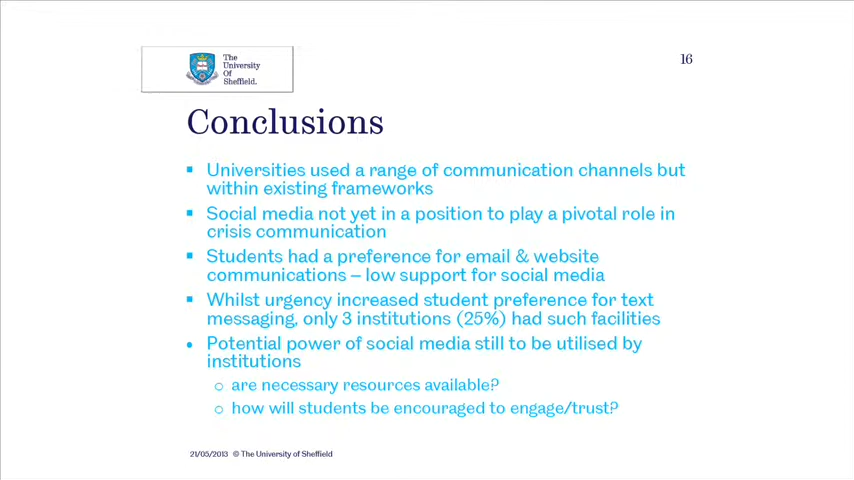 The
University
Of
Sheffield.
16
Conclusions
Universities used a range of communication channels but
within existing frameworks
Social media not yet in a position to play a pivotal role in
crisis communication
Students had a preference for email & website
communications – low support for social media
Whilst urgency increased student preference for text
messaging, only 3 institutions (25%) had such facilities
Potential power of social media still to be utilised by
institutions
are necessary resources available?
how will students be encouraged to engage/trust?
21/05/2013 © The University of Sheffield